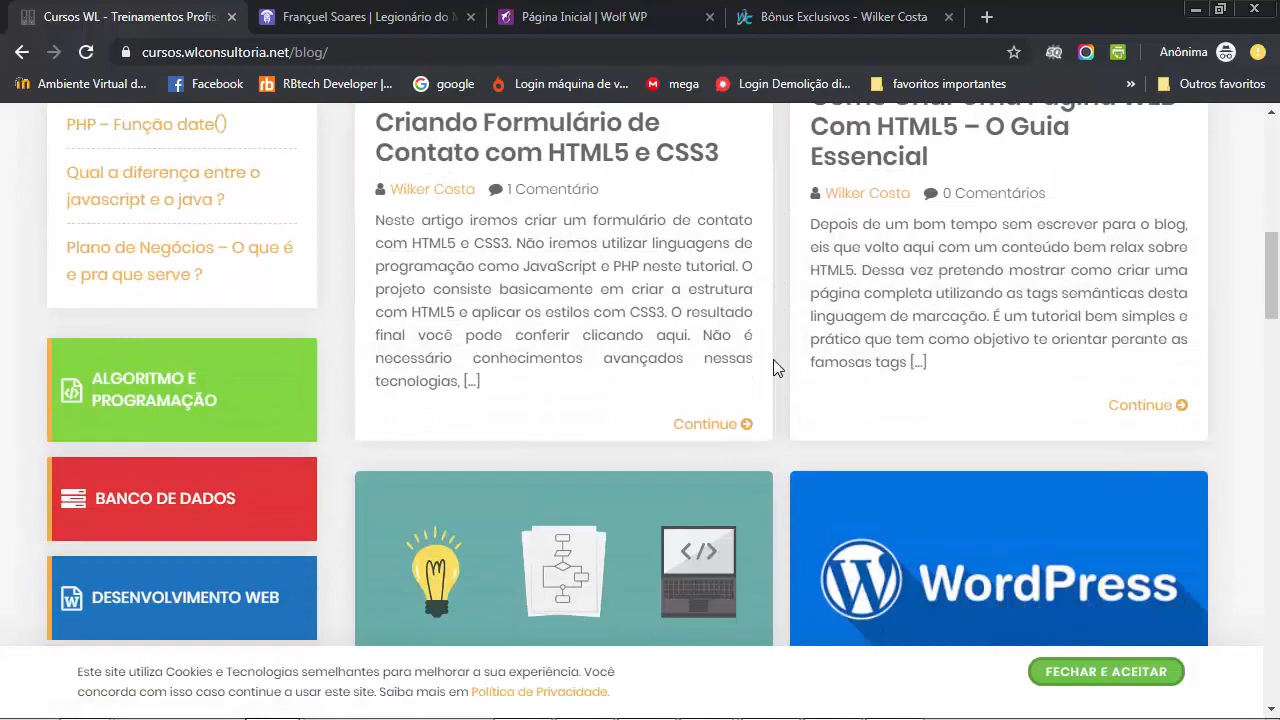 Cursos WL - Treinamentos Profis
Françuel Soares | Legionário do M
Página Inicial | Wolf WP
Bônus Exclusivos - Wilker Costa
cursos.wlconsultoria.net/blog/
Anônima
Ambiente Virtual d...
Facebook
RBtech Developer |...
google
Login máquina de v...
mega
Login Demolição di...
favoritos importantes
»
Outros favoritos
PHP – Função date()
Qual a diferença entre o
javascript e o java ?
Plano de Negócios – O que é
e pra que serve ?
ALGORITMO E
PROGRAMAÇÃO
BANCO DE DADOS
DESENVOLVIMENTO WEB
Criando Formulário de
Contato com HTML5 e CSS3
Wilker Costa 1 Comentário
Neste artigo iremos criar um formulário de contato
com HTML5 e CSS3. Não iremos utilizar linguagens de
programação como JavaScript e PHP neste tutorial. O
projeto consiste basicamente em criar a estrutura
com HTML5 e aplicar os estilos com CSS3. O resultado
final você pode conferir clicando aqui. Não é
necessário conhecimentos avançados nessas
tecnologias, [...]
Continue
Como Criar Uma Página WEB
Com HTML5 – O Guia
Essencial
Wilker Costa 0 Comentários
Depois de um bom tempo sem escrever para o blog,
eis que volto aqui com um conteúdo bem relax sobre
HTML5. Dessa vez pretendo mostrar como criar uma
página completa utilizando as tags semânticas desta
linguagem de marcação. É um tutorial bem simples e
prático que tem como objetivo te orientar perante as
famosas tags [...]
Continue
</>
WordPress
Este site utiliza Cookies e Tecnologias semelhantes para melhorar a sua experiência. Você
concorda com isso caso continue a usar este site. Saiba mais em Política de Privacidade.
FECHAR E ACEITAR